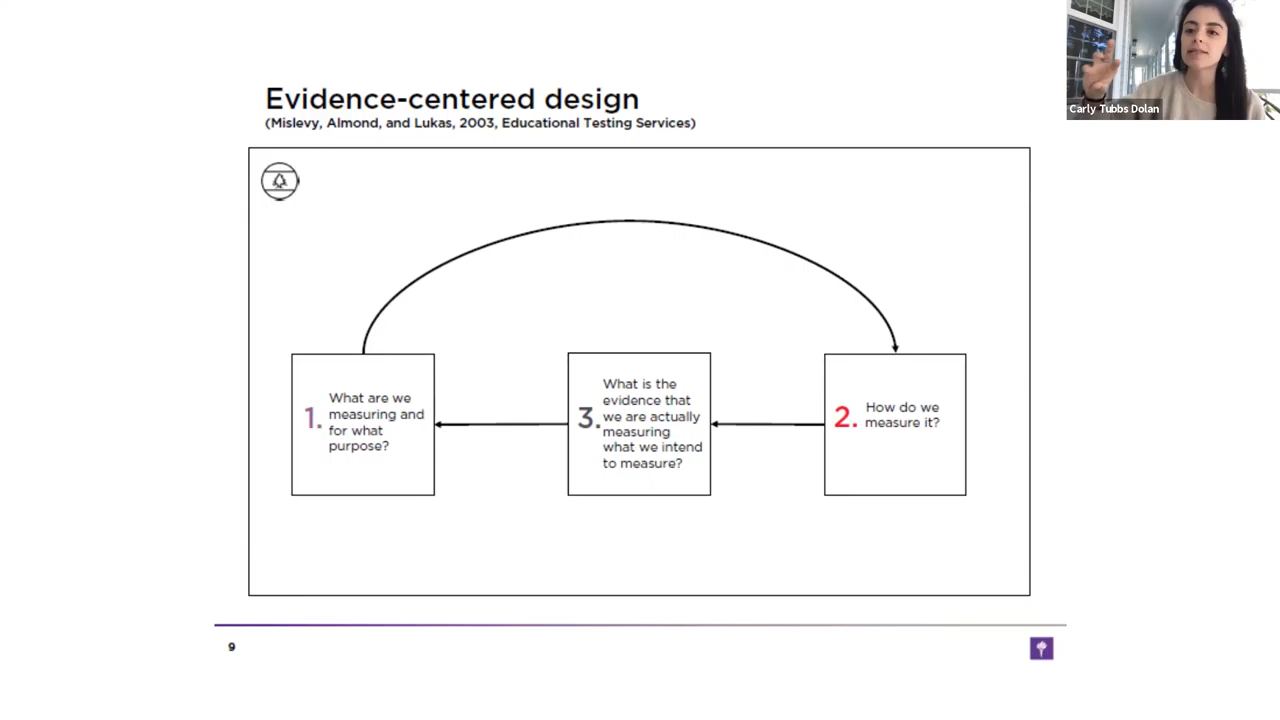 Evidence-centered design
(Mislevy, Almond, and Lukas, 2003, Educational Testing Services)
Carly Tubbs Dolan
1.
What are we
measuring and
for what
purpose?
3.
What is the
evidence that
we are actually
measuring
what we intend
to measure?
2.
How do we
measure it?
9